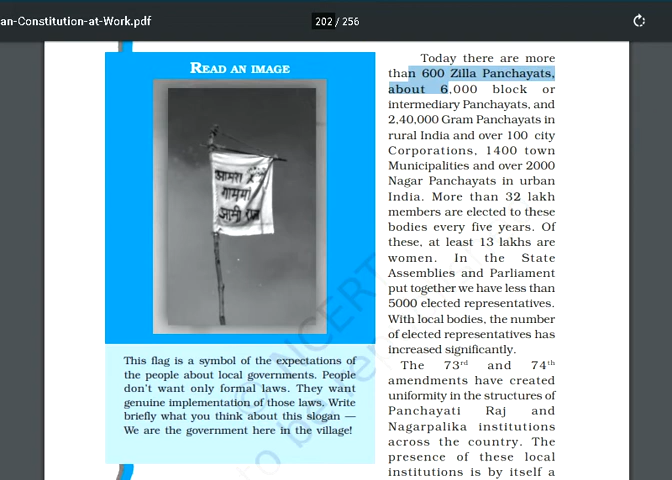 an-Constitution-at-Work.pdf
202 / 256
READ AN IMAGE
आमरा
गाममा
आमी राज
This flag is a symbol of the expectations of
the people about local governments. People
don't want only formal laws. They want
genuine implementation of those laws. Write
briefly what you think about this slogan —
We are the government here in the village!
Today there are more
than 600 Zilla Panchayats,
about 6,000 block or
intermediary Panchayats, and
2,40,000 Gram Panchayats in
rural India and over 100 city
Corporations, 1400 town
Municipalities and over 2000
Nagar Panchayats in urban
India. More than 32 lakh
members are elected to these
bodies every five years. Of
these, at least 13 lakhs are
women. In the State
Assemblies and Parliament
put together we have less than
5000 elected representatives.
With local bodies, the number
of elected representatives has
increased significantly.
The 73rd and 74th
amendments have created
uniformity in the structures of
Panchayati Raj and
Nagarpalika institutions
across the country. The
presence of these local
institutions is by itself a
© NCERT
to be re